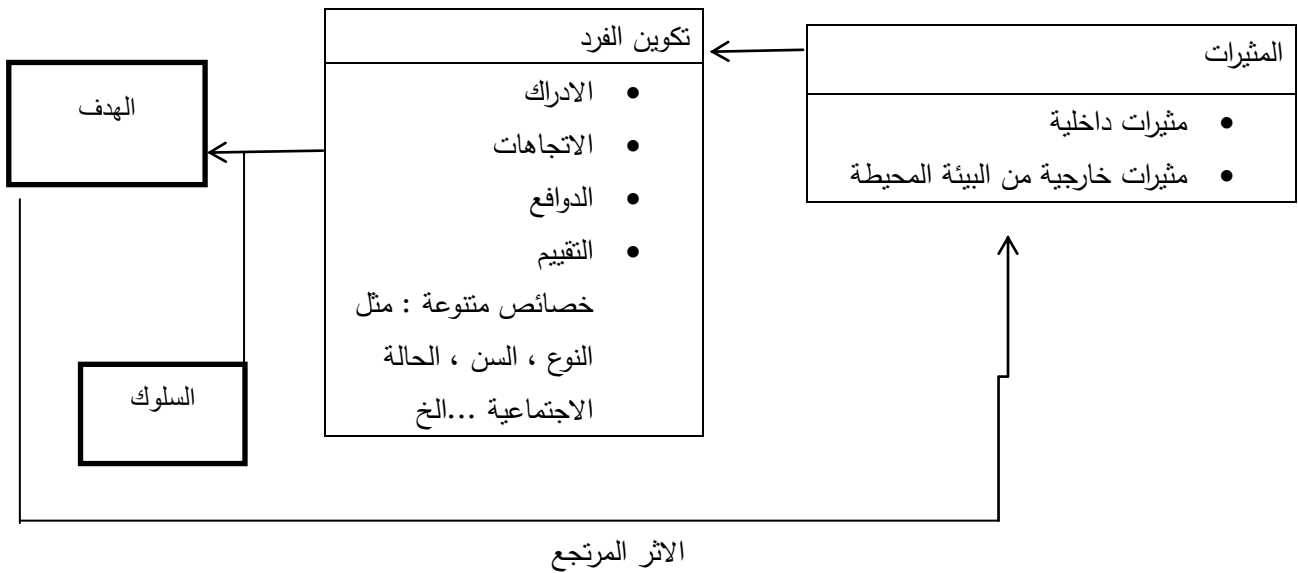 المثيرات
• مثيرات داخلية
• مثيرات خارجية من البيئة المحيطة
تكوين الفرد
• الادراك
• الاتجاهات
• الدوافع
• التقييم
خصائص متنوعة : مثل
النوع ، السن ، الحالة
الاجتماعية ...الخ
الهدف
السلوك
الاثر المرتجع